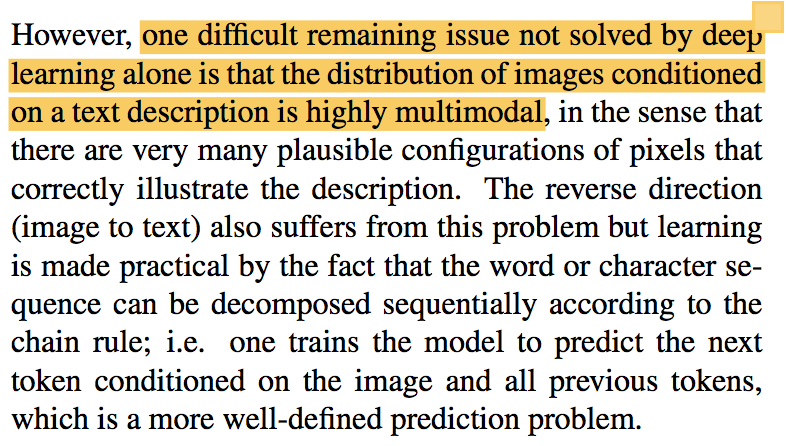 However, one difficult remaining issue not solved by deep
learning alone is that the distribution of images conditioned
on a text description is highly multimodal, in the sense that
there are very many plausible configurations of pixels that
correctly illustrate the description. The reverse direction
(image to text) also suffers from this problem but learning
is made practical by the fact that the word or character se-
quence can be decomposed sequentially according to the
chain rule; i.e. one trains the model to predict the next
token conditioned on the image and all previous tokens,
which is a more well-defined prediction problem.